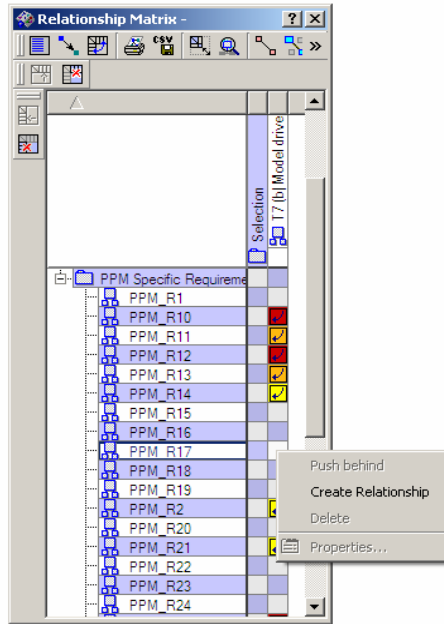 Relationship Matrix -
CSV
Selection
T7 (b) Model drive
PPM Specific Requireme
PPM_R1
PPM_R10
PPM_R11
PPM_R12
PPM_R13
PPM_R14
PPM_R15
PPM_R16
PPM_R17
PPM_R18
PPM_R19
PPM_R2
PPM_R20
PPM_R21
PPM_R22
PPM_R23
PPM_R24
Push behind
Create Relationship
Delete
Properties...